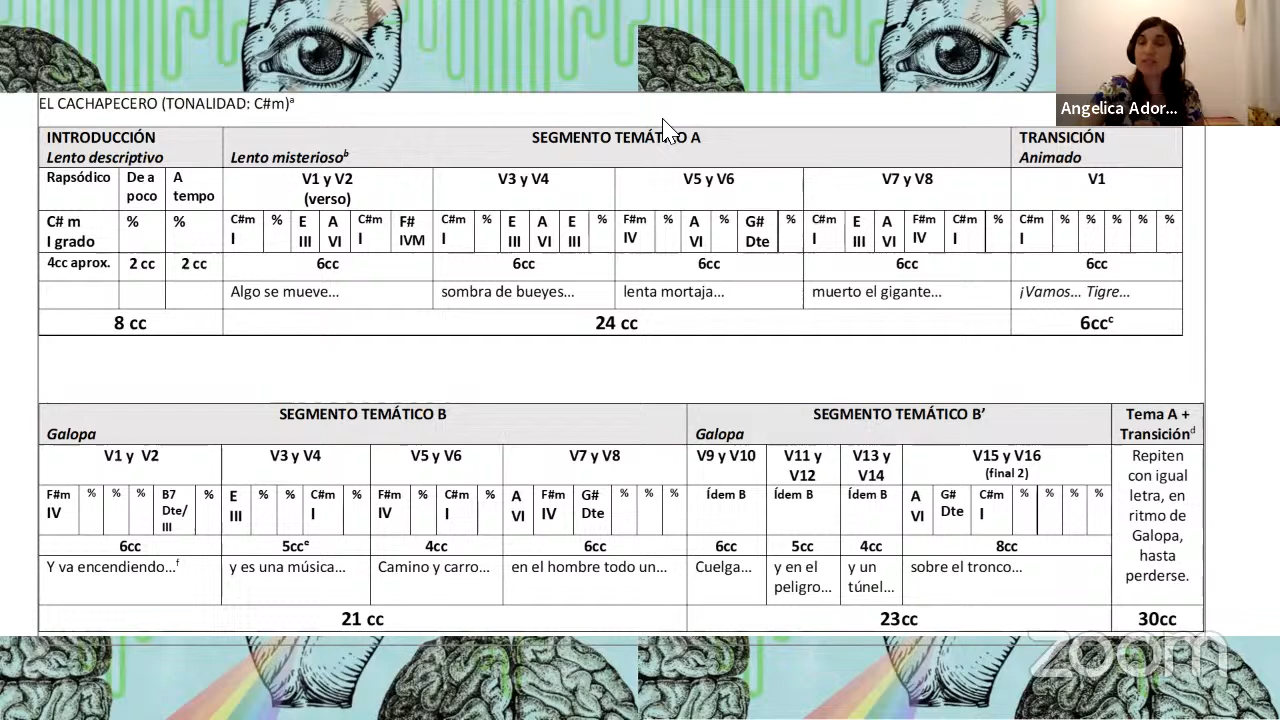 Angelica Ador...
EL CACHAPECERO (TONALIDAD: C#m)ᵃ
INTRODUCCIÓN SEGMENTO TEMÁTICO A TRANSICIÓN
Lento descriptivo Lento misteriosoᵇ Animado
Rapsódico De a poco A tempo V1 y V2 (verso) V3 y V4 V5 y V6 V7 y V8 V1
C# m % % C#m % E A C#m F# C#m % E A E % F#m % A % G# % C#m E A F#m C#m % C#m % % % % %
I grado I III VI I IVM I III VI III IV VI Dte I III VI IV I I
4cc aprox. 2 cc 2 cc 6cc 6cc 6cc 6cc 6cc
Algo se mueve... sombra de bueyes... lenta mortaja... muerto el gigante... ¡Vamos... Tigre...
8 cc 24 cc 6ccᶜ
SEGMENTO TEMÁTICO B SEGMENTO TEMÁTICO B’ Tema A +
Galopa Galopa Transiciónᵈ
V1 y V2 V3 y V4 V5 y V6 V7 y V8 V9 y V10 V11 y V12 V13 y V14 V15 y V16 (final 2)
F#m % % % B7 % E % % C#m % F#m % C#m % A F#m G# % % % Ídem B Ídem B Ídem B A G# C#m % % % %
IV Dte/ III III I IV I VI IV Dte VI Dte I
6cc 5ccᵉ 4cc 6cc 6cc 5cc 4cc 8cc
Y va encendiendo...ᶠ y es una música... Camino y carro... en el hombre todo un... Cuelga... y en el peligro... y un túnel... sobre el tronco...
Repiten
con igual
letra, en
ritmo de
Galopa,
hasta
perderse.
21 cc 23cc 30cc
zoom